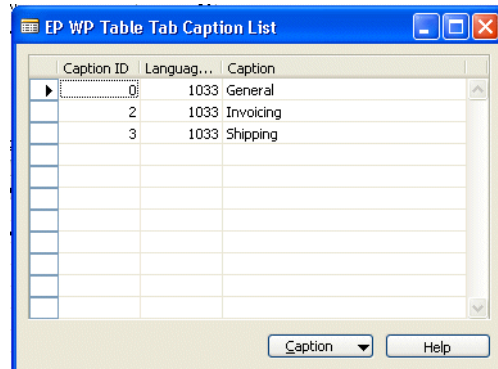 EP WP Table Tab Caption List
Caption ID Languag... Caption
0 1033 General
2 1033 Invoicing
3 1033 Shipping
Caption Help